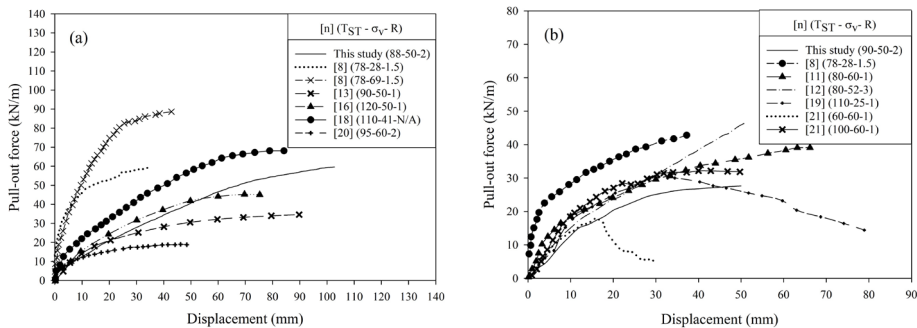 (a)
[n] (TST - σv- R)
This study (88-50-2)
[8] (78-28-1.5)
[8] (78-69-1.5)
[13] (90-50-1)
[16] (120-50-1)
[18] (110-41-N/A)
[20] (95-60-2)
Pull-out force (kN/m)
140
130
120
110
100
90
80
70
60
50
40
30
20
10
0
0 10 20 30 40 50 60 70 80 90 100 110 120 130 140
Displacement (mm)
(b)
[n] (TST - σv- R)
This study (90-50-2)
[8] (78-28-1.5)
[11] (80-60-1)
[12] (80-52-3)
[19] (110-25-1)
[21] (60-60-1)
[21] (100-60-1)
Pull-out force (kN/m)
80
70
60
50
40
30
20
10
0
0 10 20 30 40 50 60 70 80 90
Displacement (mm)